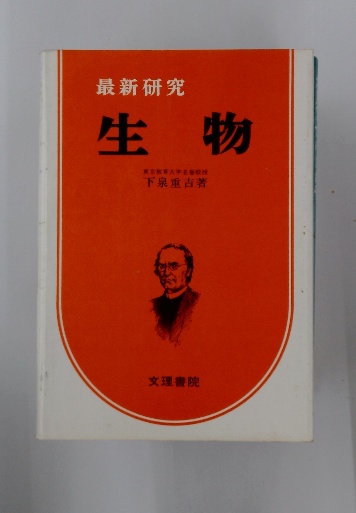 最新研究
生物
東京教育大学名誉教授
下泉重吉著
文理書院